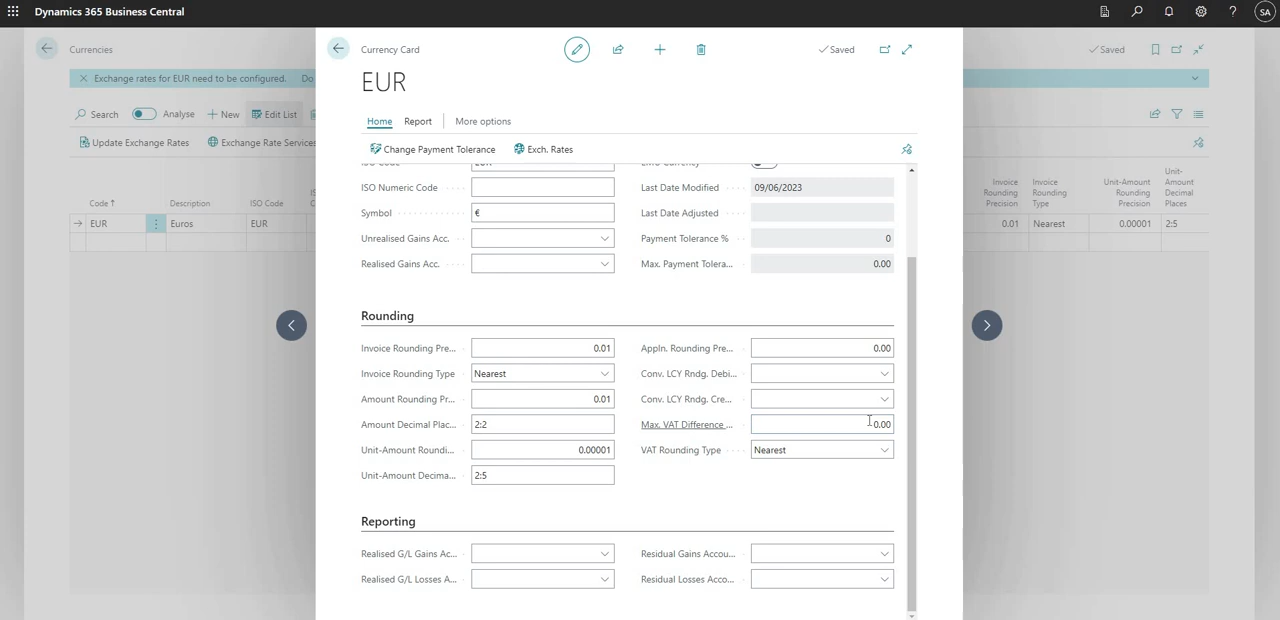 Dynamics 365 Business Central
SA
Currencies
Saved
Exchange rates for EUR need to be configured. Do
Search
Analyse
New
Edit List
Update Exchange Rates
Exchange Rate Services
Code ↑
Description
ISO Code
EUR
Euros
EUR
Currency Card
Saved
EUR
Home
Report
More options
Change Payment Tolerance
Exch. Rates
ISO Numeric Code
Last Date Modified
09/06/2023
Symbol
€
Last Date Adjusted
Unrealised Gains Acc.
Payment Tolerance %
0
Realised Gains Acc.
Max. Payment Tolera...
0.00
Rounding
Invoice Rounding Pre...
0.01
Appln. Rounding Pre...
0.00
Invoice Rounding Type
Nearest
Conv. LCY Rndg. Debi...
Amount Rounding Pr...
0.01
Conv. LCY Rndg. Cre...
Amount Decimal Plac...
2:2
Max. VAT Difference ...
0.00
Unit-Amount Roundi...
0.00001
VAT Rounding Type
Nearest
Unit-Amount Decima...
2:5
Reporting
Realised G/L Gains Ac...
Residual Gains Accou...
Realised G/L Losses A...
Residual Losses Acco...
Invoice
Rounding
Precision
Invoice
Rounding
Type
Unit-Amount
Rounding
Precision
Unit-
Amount
Decimal
Places
0.01
Nearest
0.00001
2:5